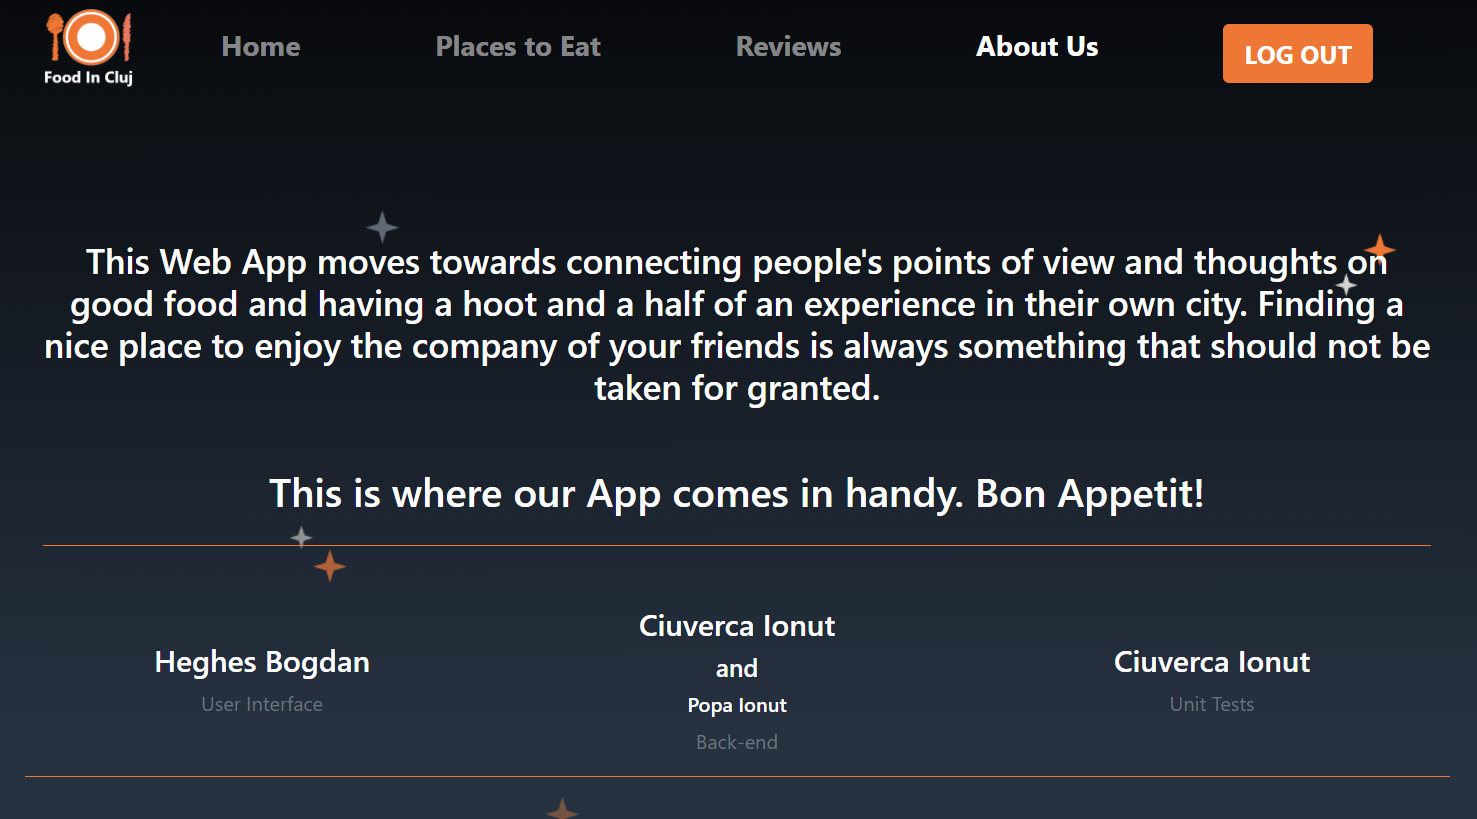 Food In Cluj
Home
Places to Eat
Reviews
About Us
LOG OUT
This Web App moves towards connecting people's points of view and thoughts on
good food and having a hoot and a half of an experience in their own city. Finding a
nice place to enjoy the company of your friends is always something that should not be
taken for granted.
This is where our App comes in handy. Bon Appetit!
Heghes Bogdan
User Interface
Ciuverca Ionut
and
Popa Ionut
Back-end
Ciuverca Ionut
Unit Tests